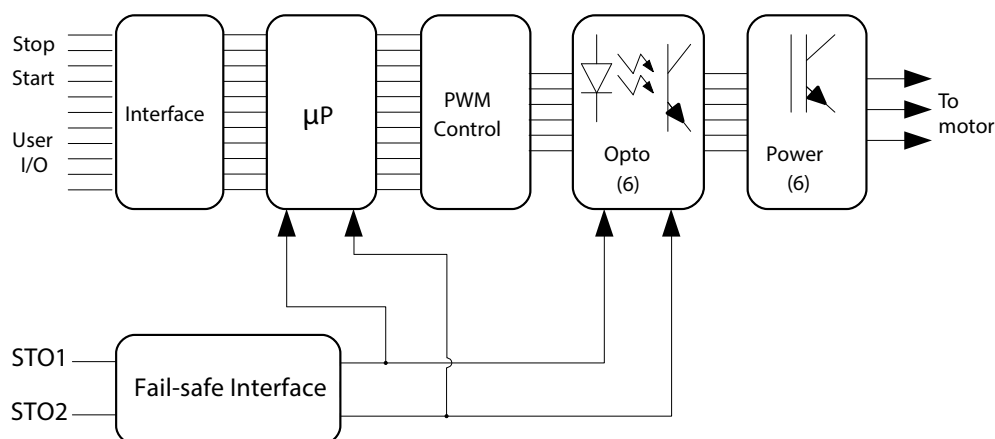 Stop
Start
User
I/O
Interface
µP
PWM
Control
Opto
(6)
Power
(6)
To
motor
STO1
STO2
Fail-safe Interface